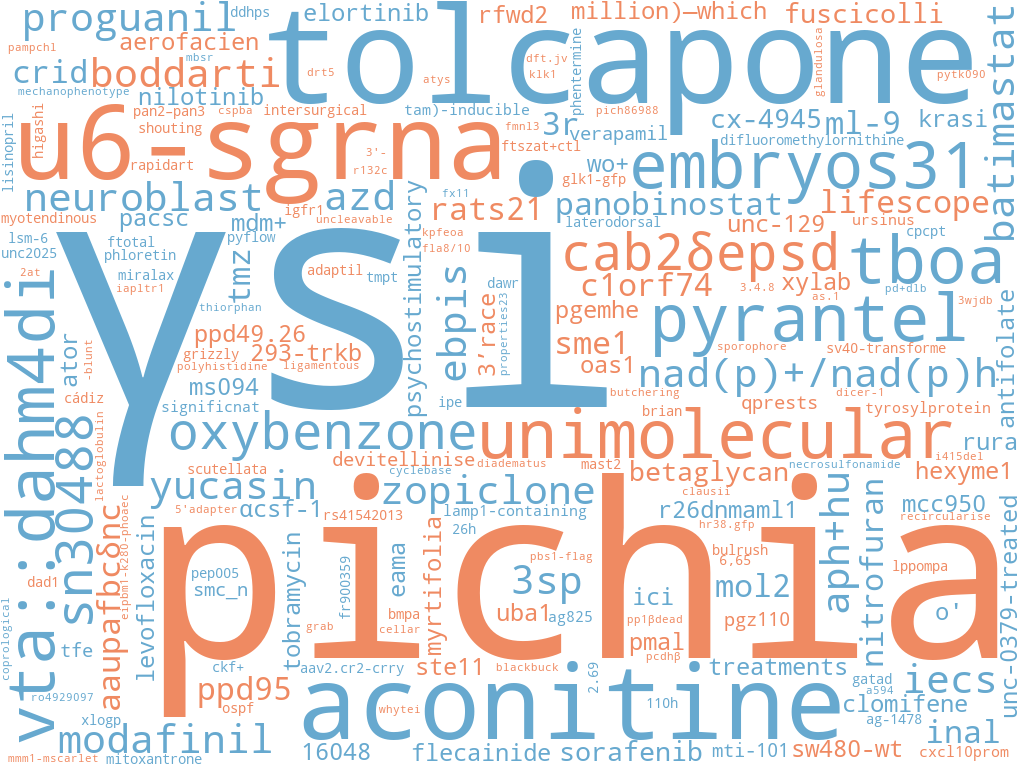 proguanil
ddhps
elortinib
rfwd2
million)—which
fuscicolli
pampchl
aerofacien
tolcapone
crid
boddarti
mbsr
drt5
atys
dft.jv
klk1
phentermine
glandulosa
pytk090
batimastat
mechanophenotype
nilotinib
pan2-pan3
cspba
intersurgical
tam)-inducible
pich86988
cx-4945
ml-9
krasi
lisinopril
higashi
u6-sgrna
shouting
fmn13
3r
verapamil
difluoromethylornithine
rapidart
3'-
r132c
ftszat+ctl
wo+
embryos31
glk1-gfp
neuroblast
azd
fx11
rats21
panobinostat
lifescope
myotendinous
pacsc
mdm+
igfr1
uncleavable
psychostimulatory
laterodorsal
unc-129
ursinus
lsm-6
ftotal
pyflow
kpfeoa
cpcpt
unc2025
phloretin
fla8/10
cab2δepsd
tboa
2at
miralax
tmz
adaptil
tmpt
ysi
iapltr1
ebpis
dawr
c1orf74
3.4.8
xylab
pd+dlb
as.1
3wjdb
thiorphan
3’race
properties23
pgemhe
pyrantel
antifolate
vta::dahm4di
ator
-blunt
ppd49.26
grizzly
293-trkb
polyhistidine
ligamentous
sme1
sporophore
sv40-transforme
oas1
nad(p)+/nad(p)h
cádiz
ms094
significnat
ipe
butchering
dicer-1
brian
qprests
tyrosylprotein
sn30488
lactoglobulin
oxybenzone
unimolecular
rura
devitellinise
scutellata
cyclebase
diadematus
mast2
betaglycan
necrosulfonamide
i415del
hexyme1
yucasin
zopiclone
clausii
aaupafbcδnc
eipbm1-k280-phoaec
5'adapter
αcsf-1
rs41542013
lamp1-containing
26h
r26dnmaml1
hr38.gfp
aph+hu
nitrofuran
mcc950
recircularise
unc-0379-treated
levofloxacin
tobramycin
fr900359
eama
myrtifolia
pichia
pbs1-flag
bulrush
6,65
lppompa
dad1
pep005
smc_n
3sp
mol2
coprological
bmpa
uba1
ag825
ici
pp1βdead
pgz110
o'
grab
cellar
tfe
pmal
pcdhβ
ckf+
aav2.cr2-crry
ste11
blackbuck
2.69
treatments
gatad
a594
iecs
ro4929097
ppd95
ospf
whytei
aconitine
110h
clomifene
xlogp
ag-1478
inal
modafinil
16048
flecainide
sorafenib
mti-101
sw480-wt
cxcl10prom
mmm1-mscarlet
mitoxantrone